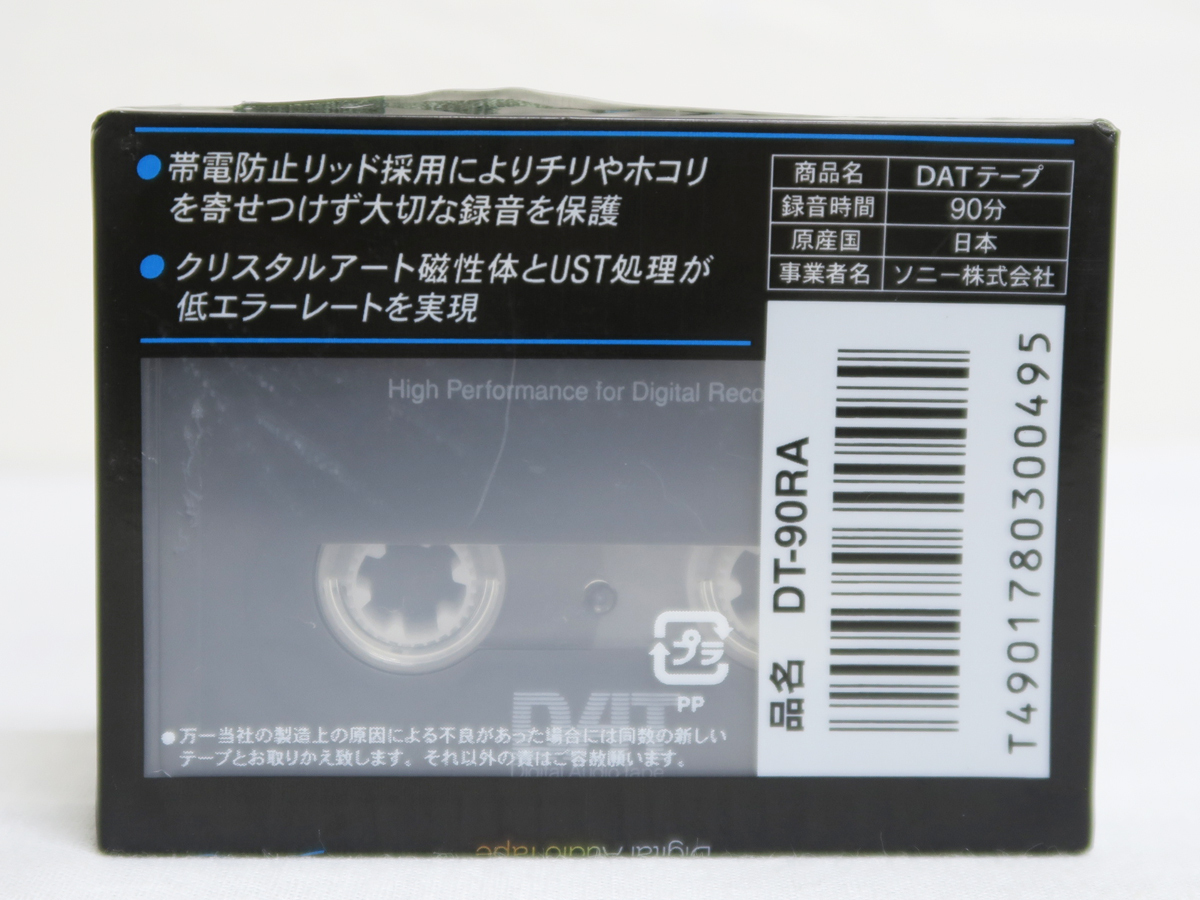 ●帯電防止リッド採用によりチリやホコリ
を寄せつけず大切な録音を保護
●クリスタルアート磁性体とUST処理が
低エラーレートを実現
商品名 DATテープ
録音時間 90分
原産国 日本
事業者名 ソニー株式会社
High Performance for Digital Reco
品名 DT-90RA
T4901780300495
プラ
PP
DAT
●万一当社の製造上の原因による不良があった場合には同数の新しい
テープとお取りかえ致します。それ以外の責はご容赦願います。
Digital Audio Tape
Digital Audio Tape